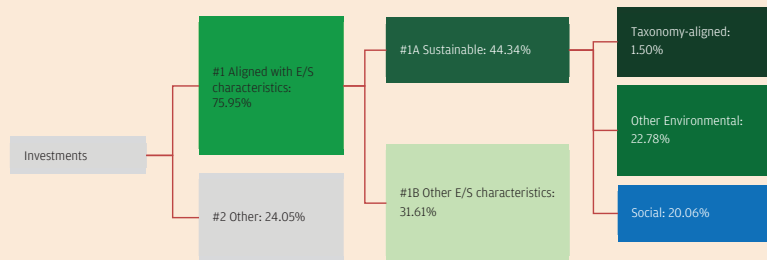 Investments
#1 Aligned with E/S
characteristics:
75.95%
#2 Other: 24.05%
#1A Sustainable: 44.34%
#1B Other E/S characteristics:
31.61%
Taxonomy-aligned:
1.50%
Other Environmental:
22.78%
Social: 20.06%